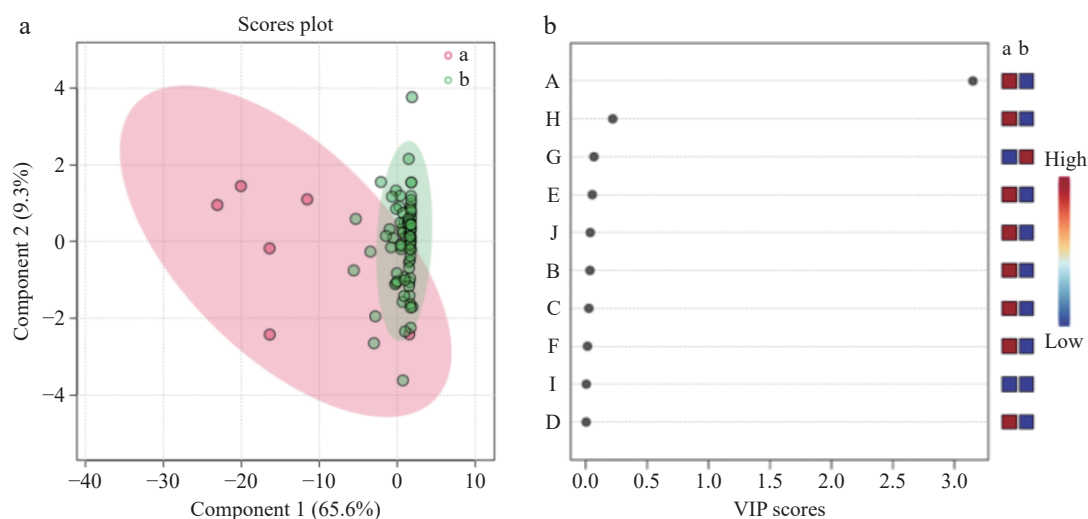 a
Scores plot
a
b
4
2
0
−2
−4
−40
−30
−20
−10
0
10
Component 2 (9.3%)
Component 1 (65.6%)
b
a b
A
H
G
E
J
B
C
F
I
D
High
Low
0.0
0.5
1.0
1.5
2.0
2.5
3.0
VIP scores